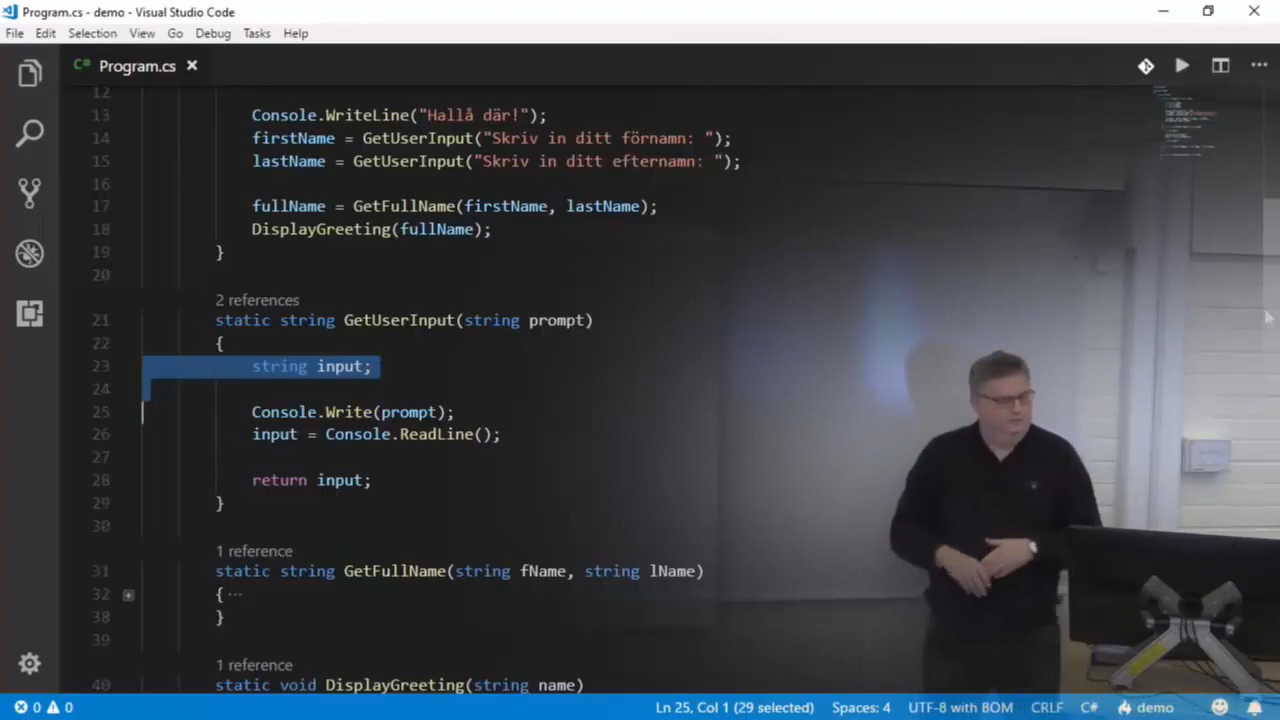 Program.cs - demo - Visual Studio Code
File Edit Selection View Go Debug Tasks Help
C# Program.cs
12
13 Console.WriteLine("Hallå där!");
14 firstName = GetUserInput("Skriv in ditt förnamn: ");
15 lastName = GetUserInput("Skriv in ditt efternamn: ");
16
17 fullName = GetFullName(firstName, lastName);
18 DisplayGreeting(fullName);
19 }
20
2 references
21 static string GetUserInput(string prompt)
22 {
23 string input;
24
25 Console.Write(prompt);
26 input = Console.ReadLine();
27
28 return input;
29 }
30
1 reference
31 static string GetFullName(string fName, string lName)
32 { ...
38 }
39
1 reference
40 static void DisplayGreeting(string name)
0 0 Ln 25, Col 1 (29 selected) Spaces: 4 UTF-8 with BOM CRLF C# demo